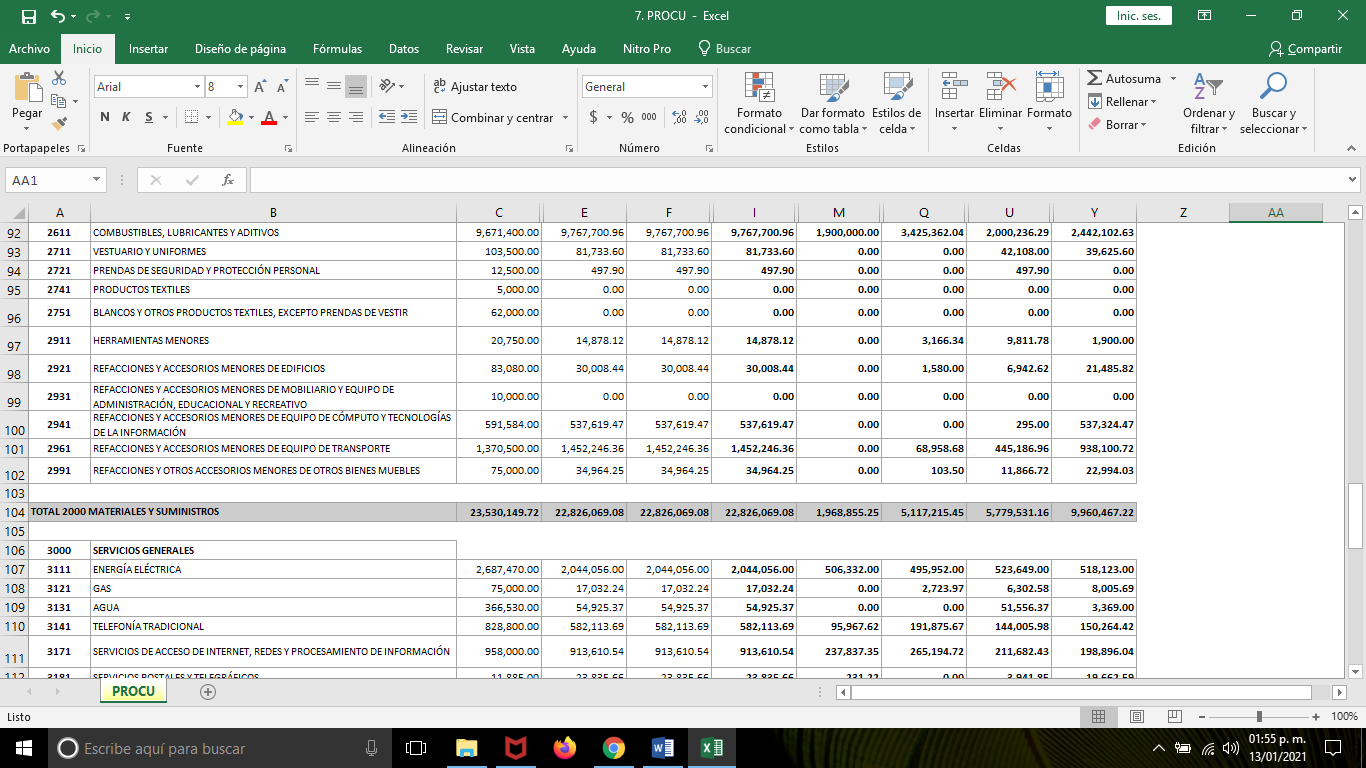 7. PROCU - Excel
Inic. ses.
Archivo Inicio Insertar Diseño de página Fórmulas Datos Revisar Vista Ayuda Nitro Pro Buscar Compartir
Pegar
Portapapeles
Arial 8
N K S
Fuente
Ajustar texto
Combinar y centrar
Alineación
General
$ % 000
Número
Formato condicional
Dar formato como tabla
Estilos de celda
Estilos
Insertar Eliminar Formato
Celdas
Autosuma
Rellenar
Borrar
Ordenar y filtrar
Buscar y seleccionar
Edición
AA1 fx
A B C E F I M Q U Y Z AA
92 2611 COMBUSTIBLES, LUBRICANTES Y ADITIVOS 9,671,400.00 9,767,700.96 9,767,700.96 9,767,700.96 1,900,000.00 3,425,362.04 2,000,236.29 2,442,102.63
93 2711 VESTUARIO Y UNIFORMES 103,500.00 81,733.60 81,733.60 81,733.60 0.00 0.00 42,108.00 39,625.60
94 2721 PRENDAS DE SEGURIDAD Y PROTECCIÓN PERSONAL 12,500.00 497.90 497.90 497.90 0.00 0.00 497.90 0.00
95 2741 PRODUCTOS TEXTILES 5,000.00 0.00 0.00 0.00 0.00 0.00 0.00 0.00
96 2751 BLANCOS Y OTROS PRODUCTOS TEXTILES, EXCEPTO PRENDAS DE VESTIR 62,000.00 0.00 0.00 0.00 0.00 0.00 0.00 0.00
97 2911 HERRAMIENTAS MENORES 20,750.00 14,878.12 14,878.12 14,878.12 0.00 3,166.34 9,811.78 1,900.00
98 2921 REFACCIONES Y ACCESORIOS MENORES DE EDIFICIOS 83,080.00 30,008.44 30,008.44 30,008.44 0.00 1,580.00 6,942.62 21,485.82
99 2931 REFACCIONES Y ACCESORIOS MENORES DE MOBILIARIO Y EQUIPO DE
ADMINISTRACIÓN, EDUCACIONAL Y RECREATIVO 10,000.00 0.00 0.00 0.00 0.00 0.00 0.00 0.00
100 2941 REFACCIONES Y ACCESORIOS MENORES DE EQUIPO DE CÓMPUTO Y TECNOLOGÍAS
DE LA INFORMACIÓN 591,584.00 537,619.47 537,619.47 537,619.47 0.00 0.00 295.00 537,324.47
101 2961 REFACCIONES Y ACCESORIOS MENORES DE EQUIPO DE TRANSPORTE 1,370,500.00 1,452,246.36 1,452,246.36 1,452,246.36 0.00 68,958.68 445,186.96 938,100.72
102 2991 REFACCIONES Y OTROS ACCESORIOS MENORES DE OTROS BIENES MUEBLES 75,000.00 34,964.25 34,964.25 34,964.25 0.00 103.50 11,866.72 22,994.03
103
104 TOTAL 2000 MATERIALES Y SUMINISTROS 23,530,149.72 22,826,069.08 22,826,069.08 22,826,069.08 1,968,855.25 5,117,215.45 5,779,531.16 9,960,467.22
105
106 3000 SERVICIOS GENERALES
107 3111 ENERGÍA ELÉCTRICA 2,687,470.00 2,044,056.00 2,044,056.00 2,044,056.00 506,332.00 495,952.00 523,649.00 518,123.00
108 3121 GAS 75,000.00 17,032.24 17,032.24 17,032.24 0.00 2,723.97 6,302.58 8,005.69
109 3131 AGUA 366,530.00 54,925.37 54,925.37 54,925.37 0.00 0.00 51,556.37 3,369.00
110 3141 TELEFONÍA TRADICIONAL 828,800.00 582,113.69 582,113.69 582,113.69 95,967.62 191,875.67 144,005.98 150,264.42
111 3171 SERVICIOS DE ACCESO DE INTERNET, REDES Y PROCESAMIENTO DE INFORMACIÓN 958,000.00 913,610.54 913,610.54 913,610.54 237,837.35 265,194.72 211,682.43 198,896.04
112 3181 SERVICIOS POSTALES Y TELEGRÁFICOS 11,885.00 23,835.66 23,835.66 23,835.66 231.22 0.00 3,941.85 19,662.59
PROCU
Listo 100%
Escribe aquí para buscar
01:55 p. m.
13/01/2021